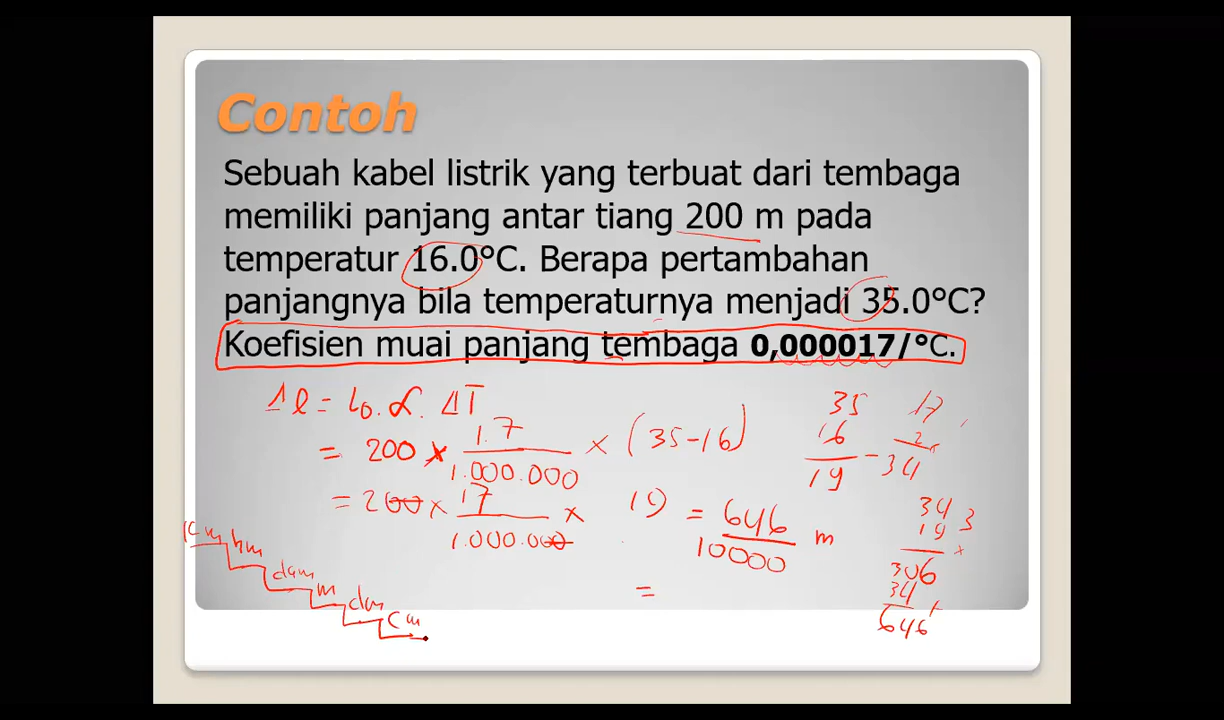 Contoh
Sebuah kabel listrik yang terbuat dari tembaga
memiliki panjang antar tiang 200 m pada
temperatur 16.0°C. Berapa pertambahan
panjangnya bila temperaturnya menjadi 35.0°C?
Koefisien muai panjang tembaga 0,000017/°C.
Δl = l₀. α. ΔT
= 200 × 1.7 / 1.000.000 × (35-16)
= 200 × 17 / 1.000.000 × 19 = 646 / 10000 m
=
35
16
19 -
17
2
34
34 3
19
×
306
34
646 +
km
hm
dam
m
dm
cm